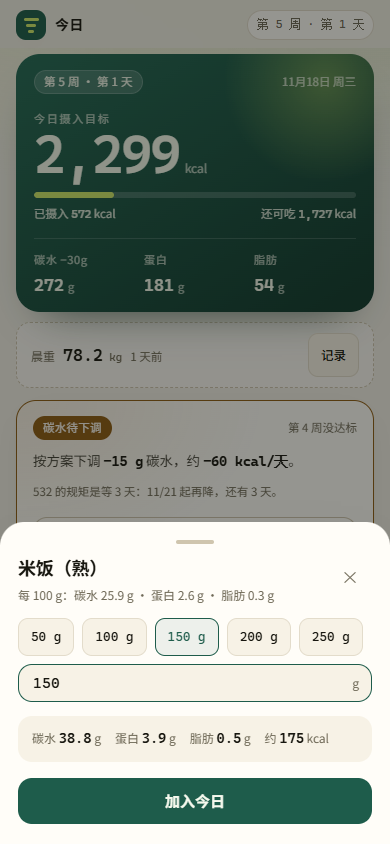 今日
第 5 周 · 第 1 天
第 5 周 · 第 1 天
11月18日 周三
今日摄入目标
2,299 kcal
已摄入 572 kcal
还可吃 1,727 kcal
碳水 −30g
蛋白
脂肪
272 g
181 g
54 g
晨重 78.2 kg 1 天前
记录
碳水待下调
第 4 周没达标
按方案下调 −15 g 碳水，约 −60 kcal/天。
532 的规矩是等 3 天：11/21 起再降，还有 3 天。
米饭（熟）
每 100 g：碳水 25.9 g · 蛋白 2.6 g · 脂肪 0.3 g
50 g
100 g
150 g
200 g
250 g
150
g
碳水 38.8 g 蛋白 3.9 g 脂肪 0.5 g 约 175 kcal
加入今日